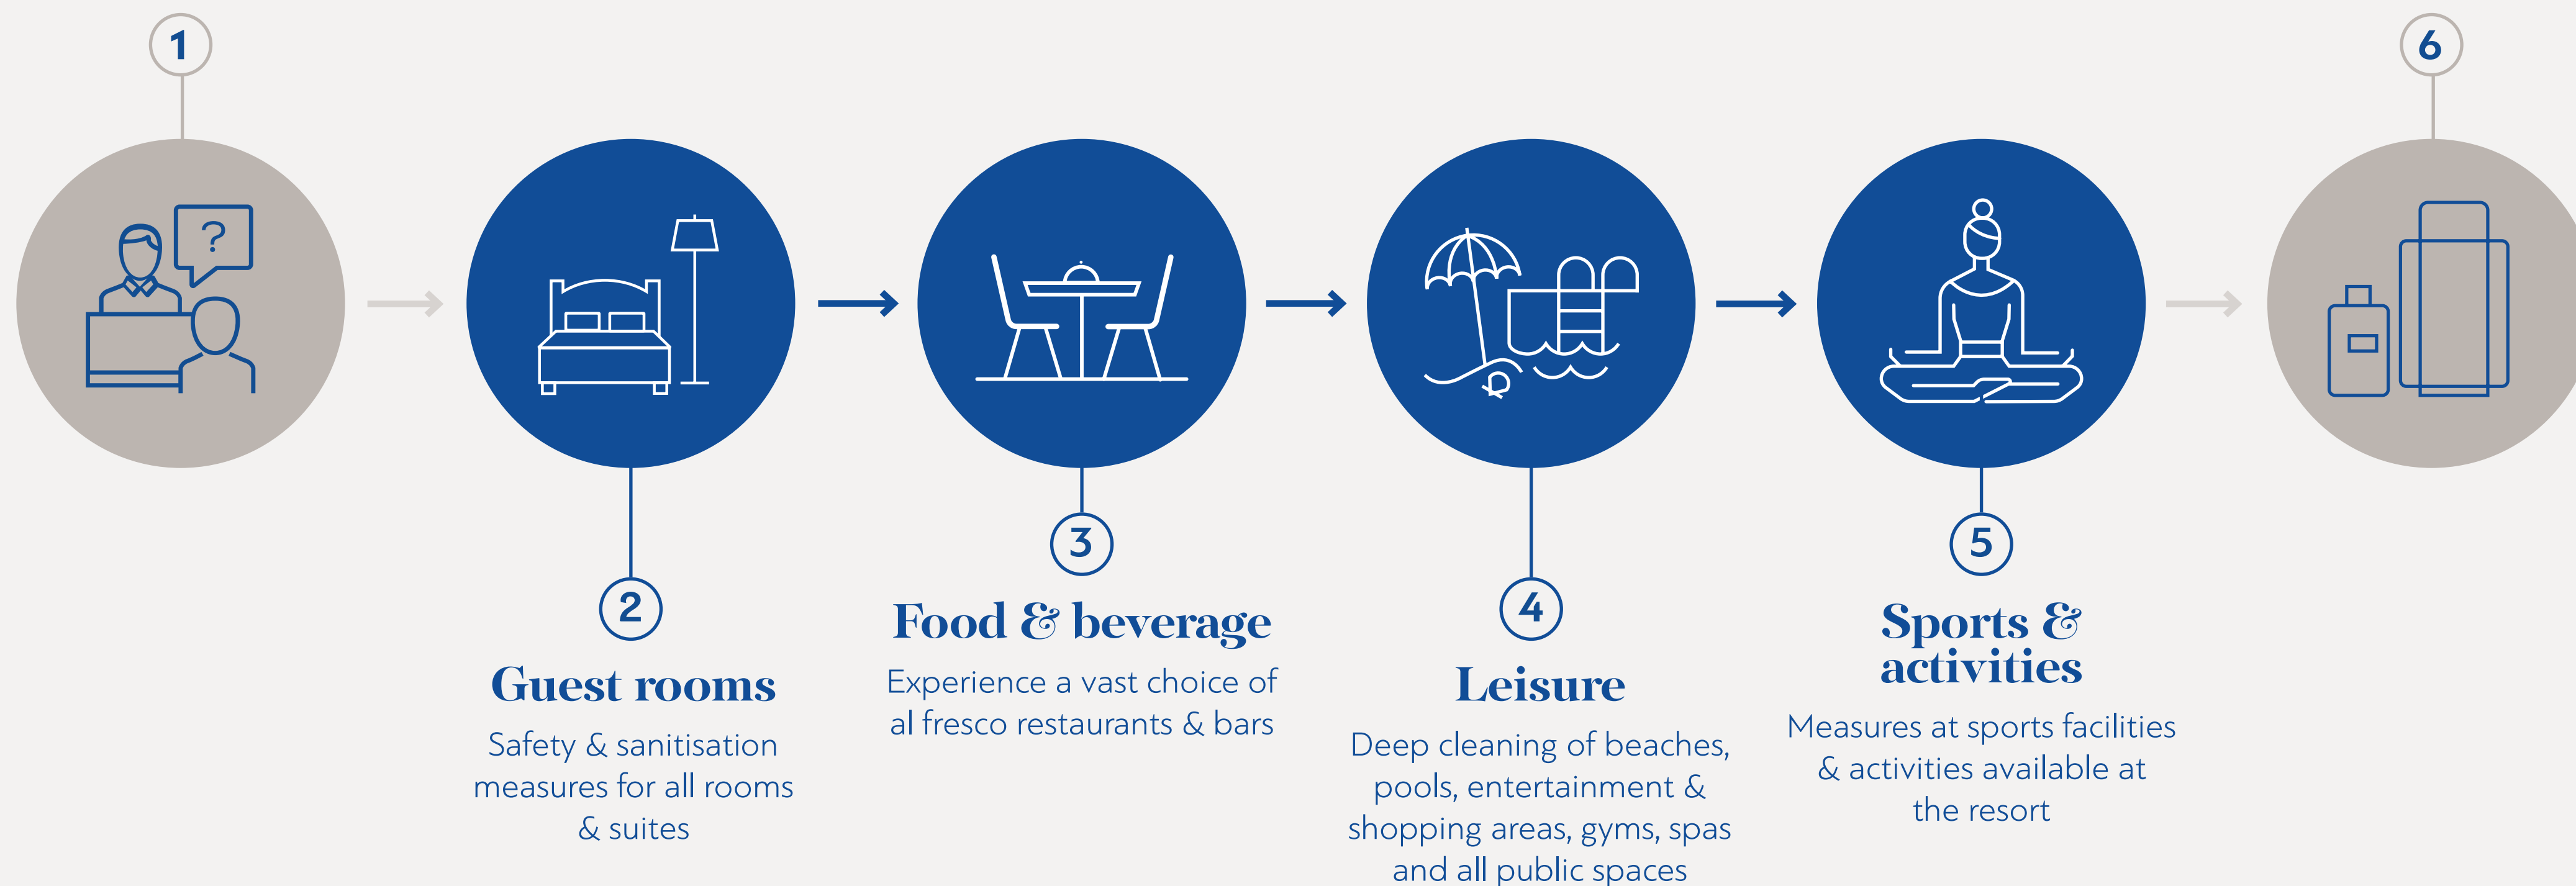 1
?
2
Guest rooms
Safety & sanitisation
measures for all rooms
& suites
3
Food & beverage
Experience a vast choice of
al fresco restaurants & bars
4
Leisure
Deep cleaning of beaches,
pools, entertainment &
shopping areas, gyms, spas
and all public spaces
5
Sports &
activities
Measures at sports facilities
& activities available at
the resort
6